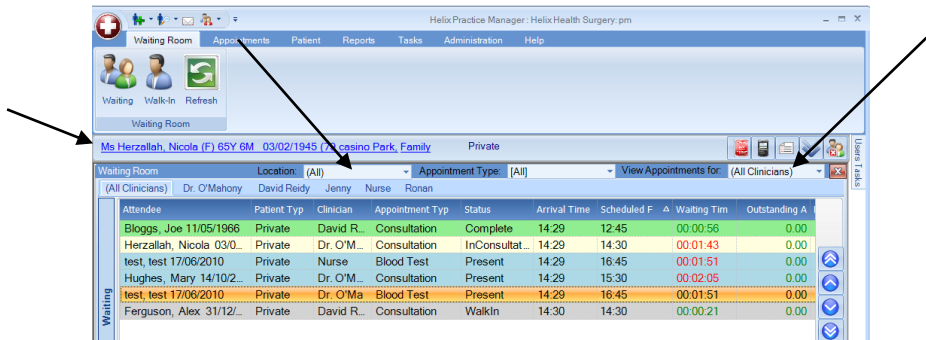 Helix Practice Manager : Helix Health Surgery: pm
Waiting Room Appointments Patient Reports Tasks Administration Help
Waiting Walk-In Refresh
Waiting Room
Ms Herzallah, Nicola (F) 65Y 6M 03/02/1945 (79 casino Park, Family Private
Users Tasks
Waiting Room Location: (All) Appointment Type: [All] View Appointments for: (All Clinicians)
(All Clinicians) Dr. O'Mahony David Reidy Jenny Nurse Ronan
Attendee Patient Typ Clinician Appointment Typ Status Arrival Time Scheduled F Waiting Tim Outstanding A
Bloggs, Joe 11/05/1966 Private David R... Consultation Complete 14:29 12:45 00:00:56 0.00
Herzallah, Nicola 03/0... Private Dr. O'M... Consultation InConsultat... 14:29 14:30 00:01:43 0.00
test, test 17/06/2010 Private Nurse Blood Test Present 14:29 16:45 00:01:51 0.00
Hughes, Mary 14/10/2... Private Dr. O'M... Consultation Present 14:29 15:30 00:02:05 0.00
test, test 17/06/2010 Private Dr. O'Ma Blood Test Present 14:29 16:45 00:01:51 0.00
Ferguson, Alex 31/12/... Private David R... Consultation WalkIn 14:30 14:30 00:00:21 0.00
Waiting